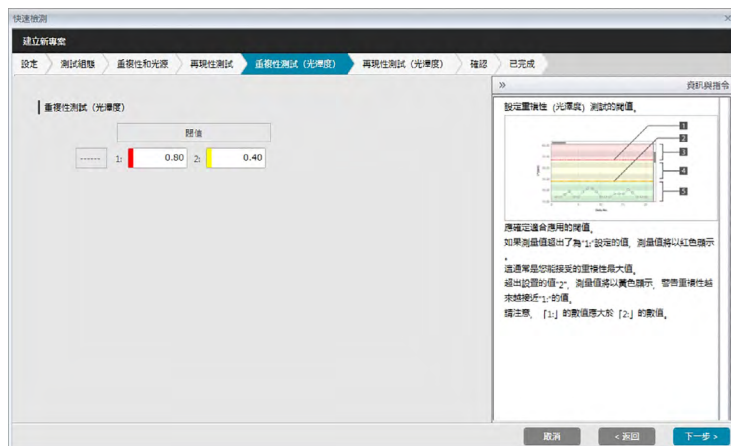 快速檢測
建立新專案
設定 測試組態 重複性和光源 再現性測試 重複性測試（光澤度） 再現性測試（光澤度） 確認 已完成
重複性測試（光澤度）
閾值
------ 1: 0.80 2: 0.40
» 資訊與指令
設定重複性（光澤度）測試的閾值。
1
2
3
4
5
應確定適合應用的閾值。
如果測量值超出了為"1:"設定的值，測量值將以紅色顯示
。
這通常是您能接受的重複性最大值。
超出設置的值"2"，測量值將以黃色顯示，警告重複性越
來越接近"1:"的值。
請注意，「1:」的數值應大於「2:」的數值。
取消 < 返回 下一步 >